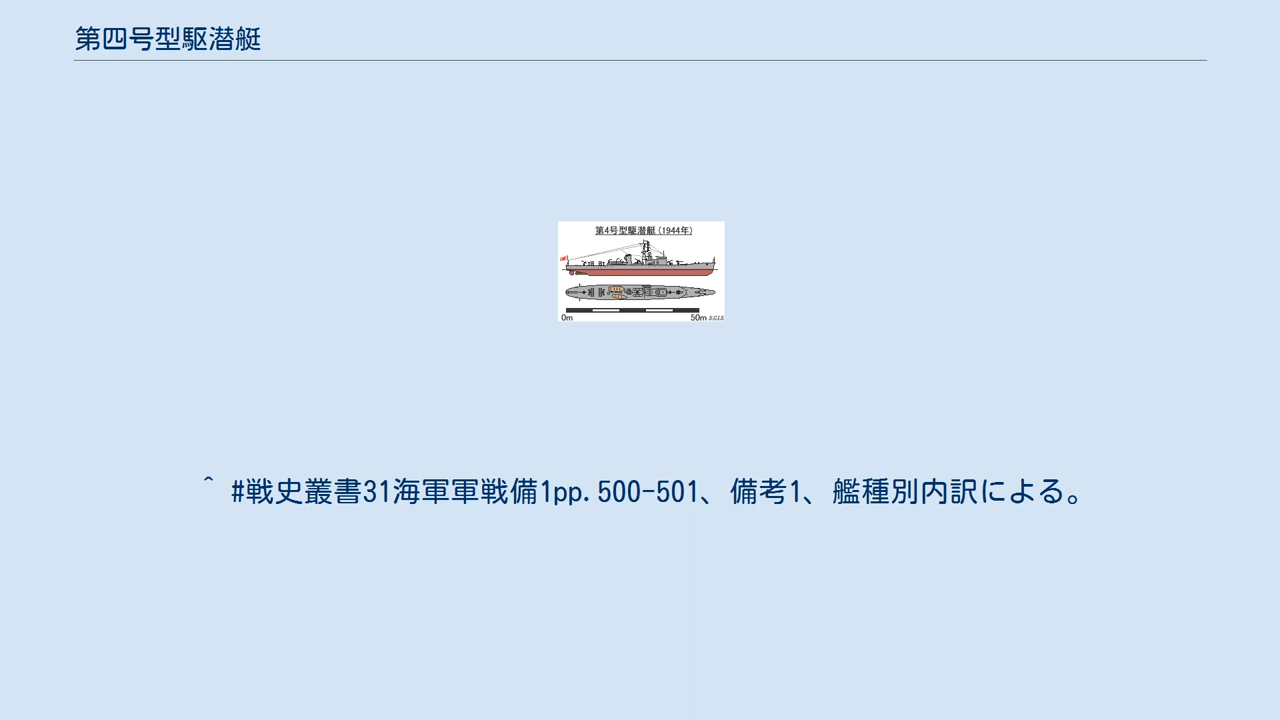 第四号型駆潜艇
第4号型駆潜艇 (1944年)
0m 50m
^ #戦史叢書31海軍軍戦備1pp.500-501、備考1、艦種別内訳による。